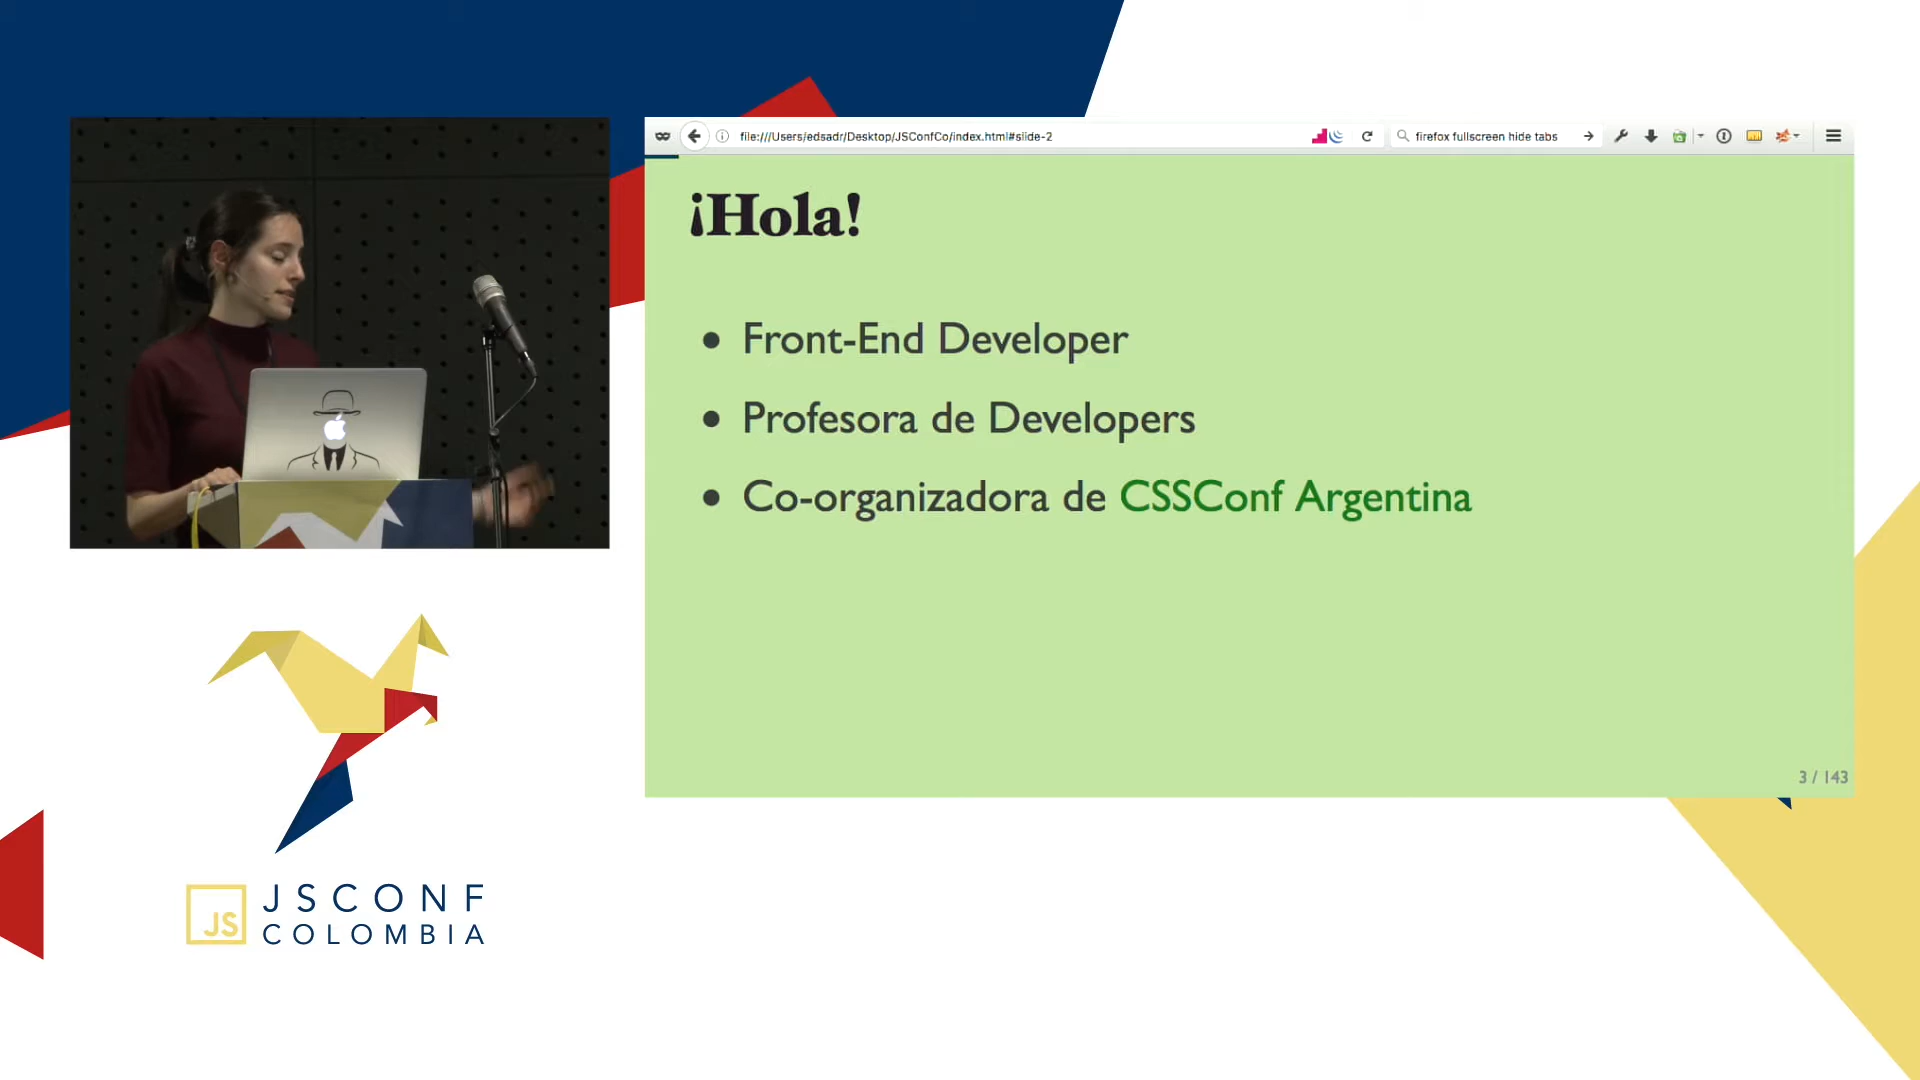 file:///Users/edsadr/Desktop/JSConfCo/index.html#slide-2
firefox fullscreen hide tabs
¡Hola!
Front-End Developer
Profesora de Developers
Co-organizadora de CSSConf Argentina
3 / 143
JS
JSCONF
COLOMBIA